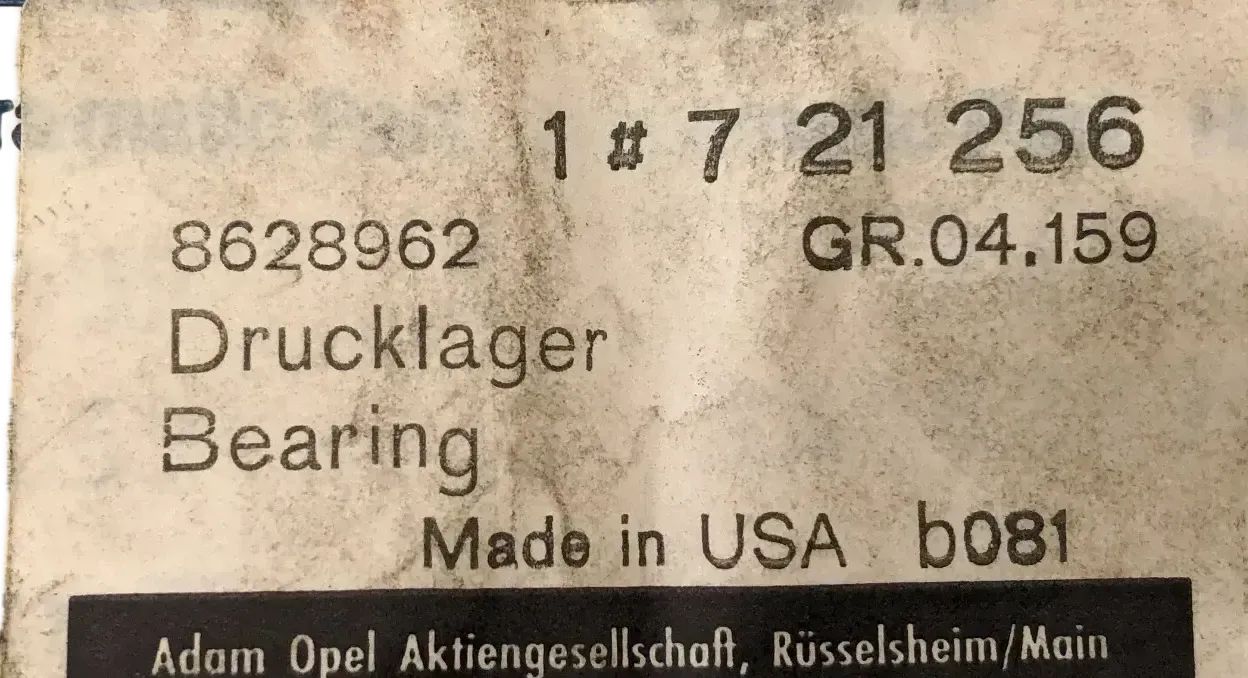 1 # 7 21 256
8628962 GR.04.159
Drucklager
Bearing
Made in USA b081
Adam Opel Aktiengesellschaft, Rüsselsheim/Main